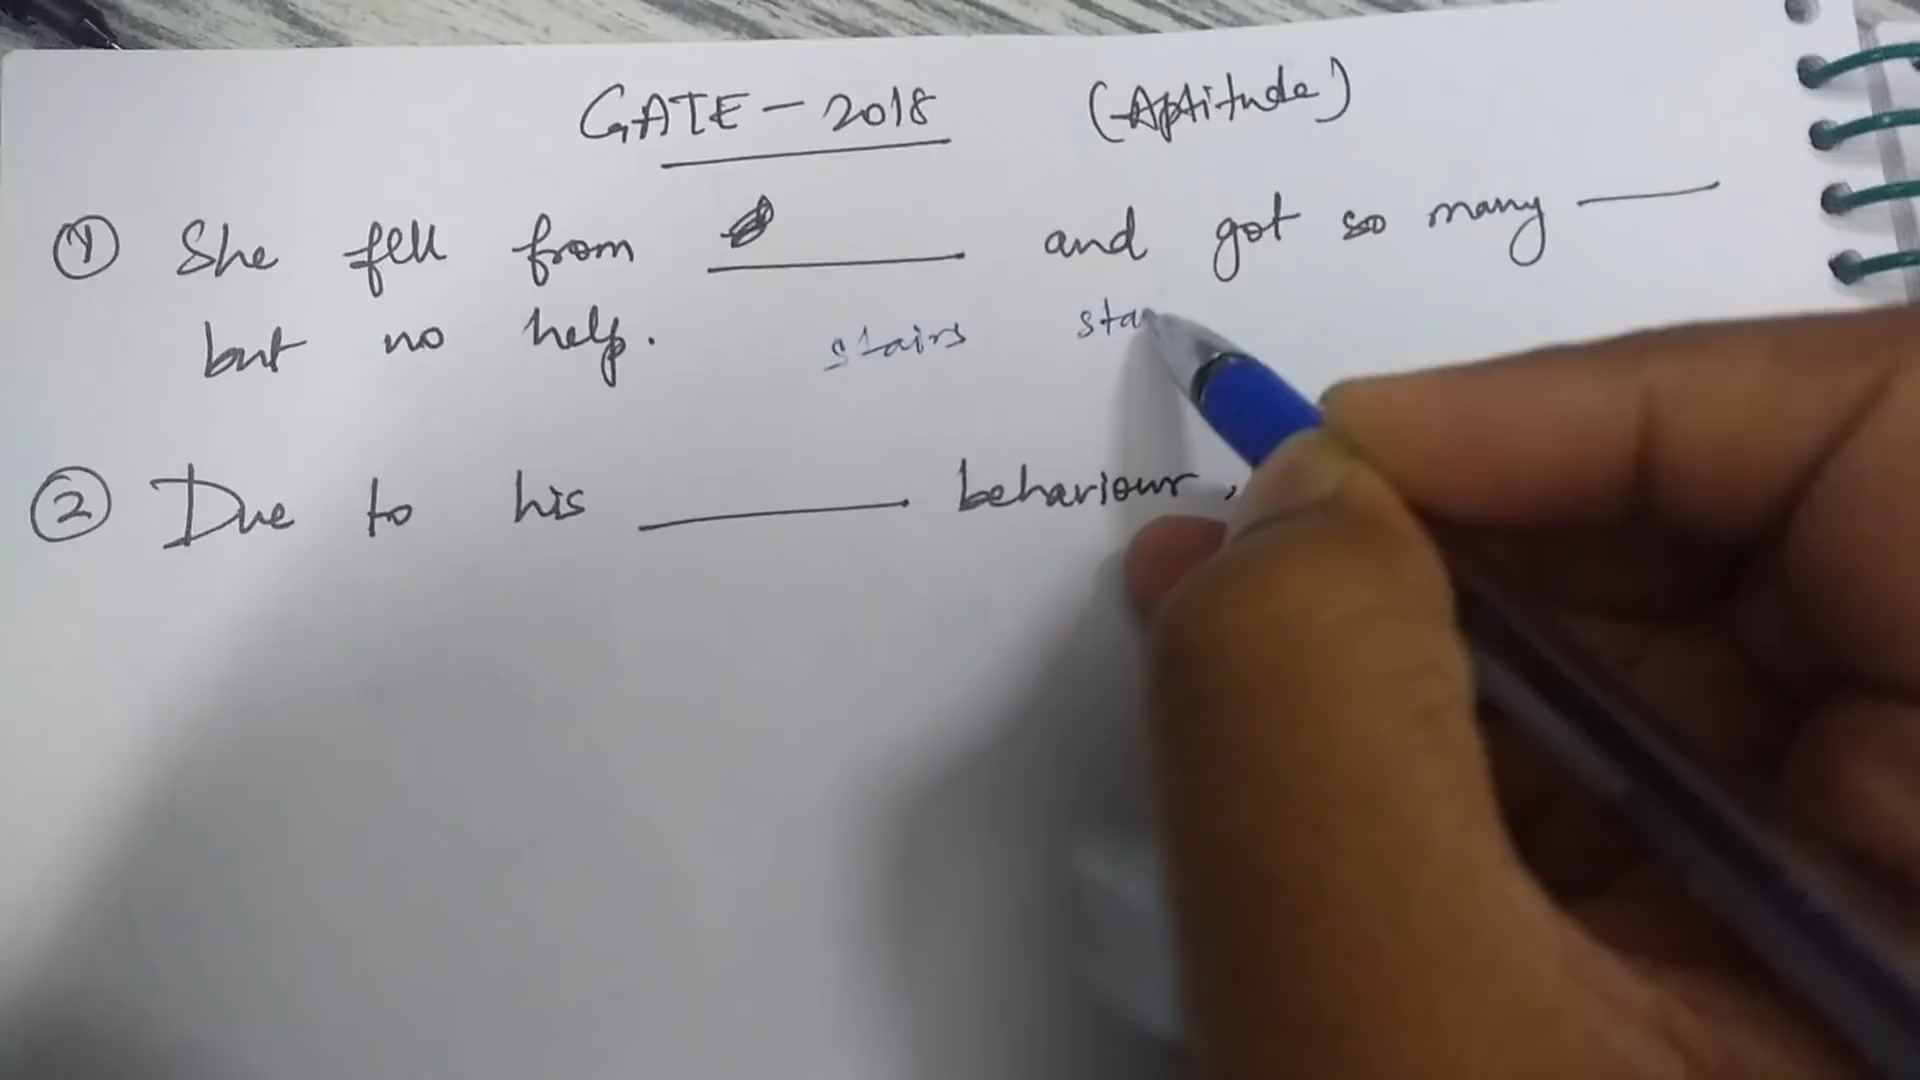 GATE - 2018 (Aptitude)
① She fell from ______ and got so many ______
but no help. stairs sta
② Due to his ______ behaviour,